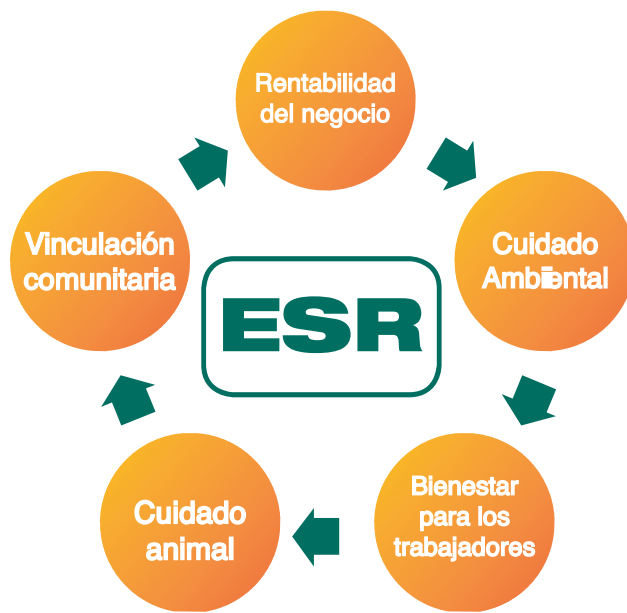 Rentabilidad
del negocio
Cuidado
Ambiental
Bienestar
para los
trabajadores
Cuidado
animal
Vinculación
comunitaria
ESR